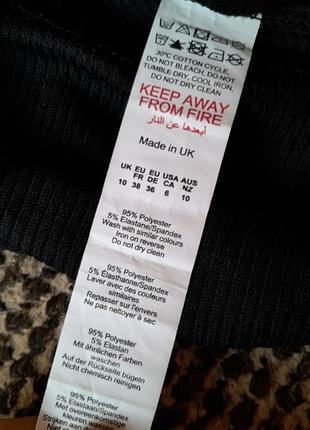 30°C COTTON CYCLE,
DO NOT BLEACH, DO NOT
TUMBLE DRY, COOL IRON,
DO NOT DRY CLEAN
KEEP AWAY
FROM FIRE
أبعدها عن النار
Made in UK
UK EU EU USA AUS
FR DE CA NZ
10 38 36 6 10
95% Polyester
5% Elastane/Spandex
Wash with similar colours
Iron on reverse
Do not dry clean
95% Polyester
5% Elasthanne/Spandex
Laver avec des couleurs
similaires
Repasser sur l'envers
Ne pas nettoyer à sec
95% Polyester
5% Elastan
Mit ähnlichen Farben
waschen
Auf der Rückseite bügeln
Nicht chemisch reinigen
95% Polyester
5% Elastaan/Spandex
Met overeenkomstige
kleuren wassen
Strijken aan de